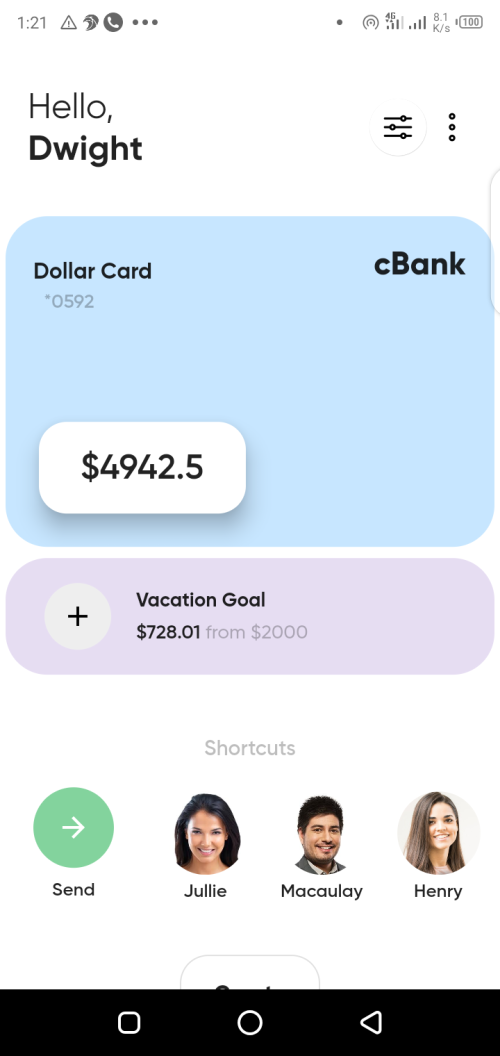 1:21
4G
8.1
K/s
100
Hello,
Dwight
Dollar Card
cBank
*0592
$4942.5
Vacation Goal
$728.01 from $2000
Shortcuts
Send
Jullie
Macaulay
Henry